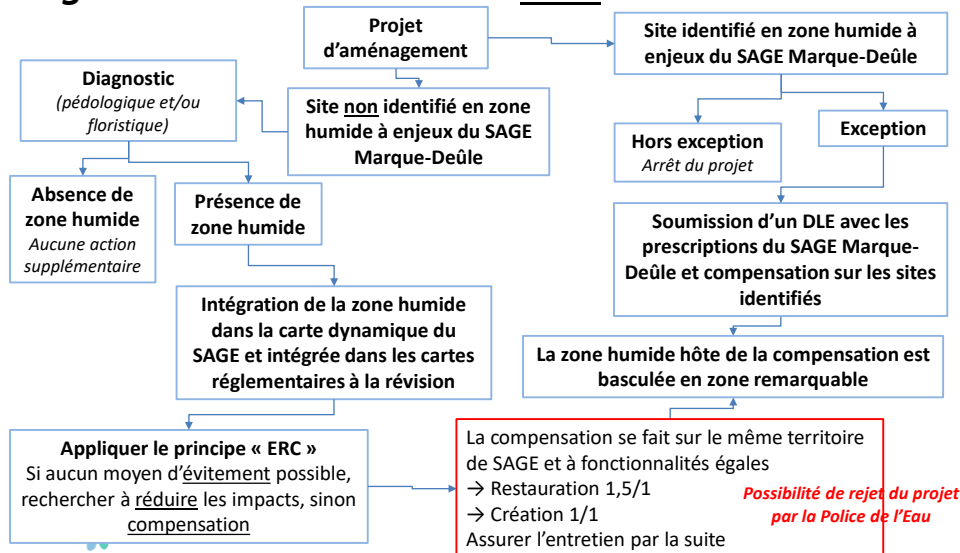 Projet
d'aménagement
Site identifié en zone humide à
enjeux du SAGE Marque-Deûle
Diagnostic
(pédologique et/ou
floristique)
Site non identifié en zone
humide à enjeux du SAGE
Marque-Deûle
Hors exception
Arrêt du projet
Exception
Absence de
zone humide
Aucune action
supplémentaire
Présence de
zone humide
Soumission d'un DLE avec les
prescriptions du SAGE Marque-
Deûle et compensation sur les sites
identifiés
Intégration de la zone humide
dans la carte dynamique du
SAGE et intégrée dans les cartes
réglementaires à la révision
La zone humide hôte de la compensation est
basculée en zone remarquable
Appliquer le principe « ERC »
Si aucun moyen d'évitement possible,
rechercher à réduire les impacts, sinon
compensation
La compensation se fait sur le même territoire
de SAGE et à fonctionnalités égales
→ Restauration 1,5/1
→ Création 1/1
Assurer l'entretien par la suite
Possibilité de rejet du projet
par la Police de l'Eau